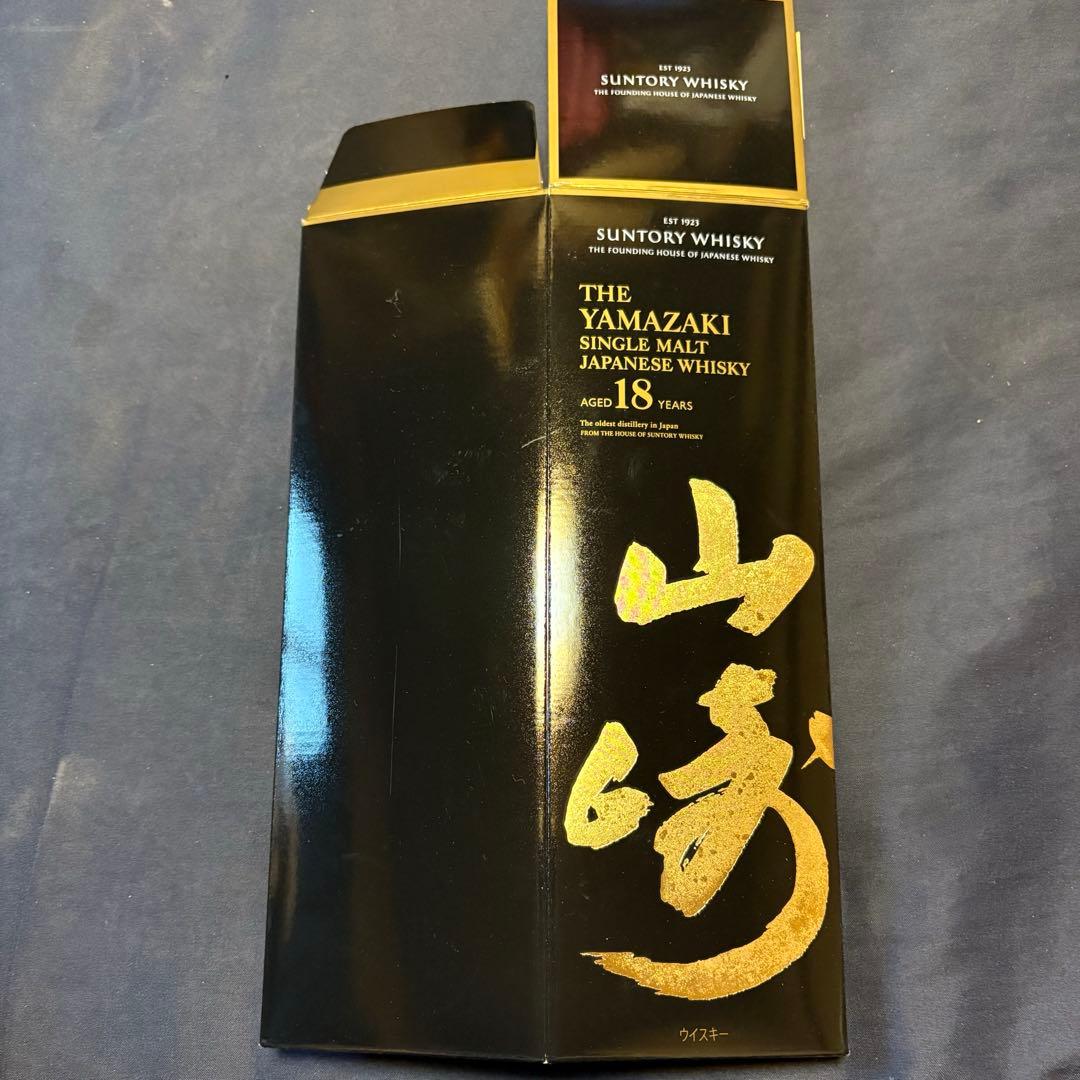 EST 1923
SUNTORY WHISKY
THE FOUNDING HOUSE OF JAPANESE WHISKY
EST 1923
SUNTORY WHISKY
THE FOUNDING HOUSE OF JAPANESE WHISKY
THE
YAMAZAKI
SINGLE MALT
JAPANESE WHISKY
AGED 18 YEARS
The oldest distillery in Japan
FROM THE HOUSE OF SUNTORY WHISKY
山
崎
ウイスキー